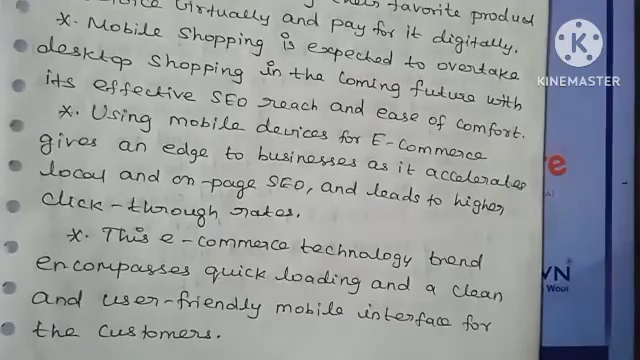 favorite product
virtually and pay for it digitally.
*. Mobile shopping is expected to overtake
desktop shopping in the coming future with
its effective SEO reach and ease of comfort.
*. Using mobile devices for E-commerce
gives an edge to businesses as it accelerates
local and on-page SEO, and leads to higher
click-through rates.
*. This e-commerce technology trend
encompasses quick loading and a clean
and user-friendly mobile interface for
the customers.
KINEMASTER
VN
Wool